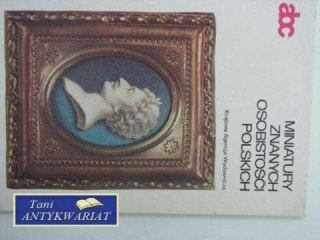 abc
MINIATURY
ZNANYCH
OSOBISTOŚCI
POLSKICH
Krajowa Agencja Wydawnicza
Tani
ANTYKWARIAT